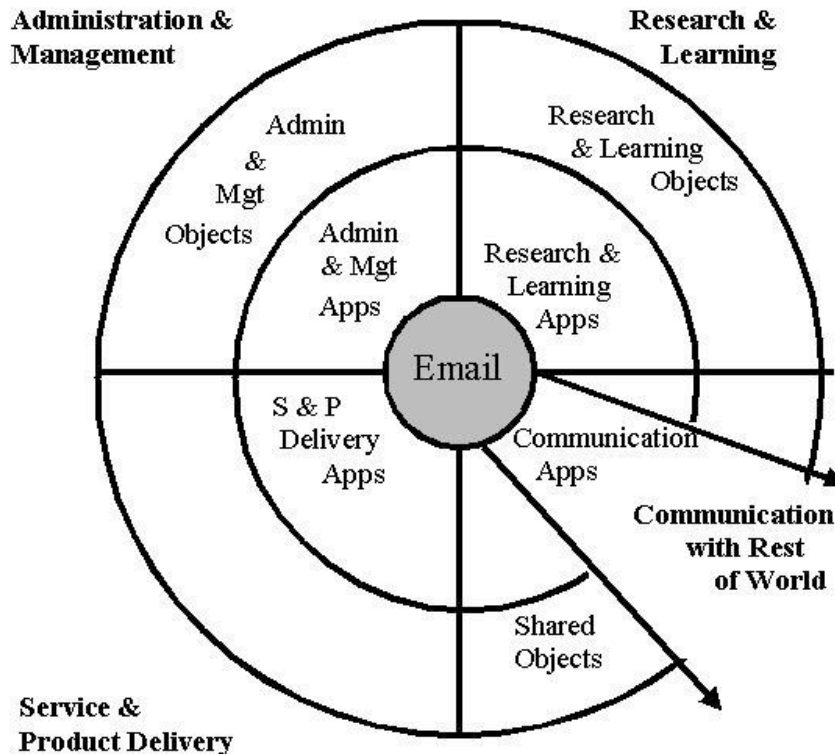 Administration &
Management
Research &
Learning
Admin
&
Mgt
Objects
Research
& Learning
Objects
Admin
& Mgt
Apps
Research &
Learning
Apps
Email
S & P
Delivery
Apps
Communication
Apps
Communication
with Rest
of World
Shared
Objects
Service &
Product Delivery